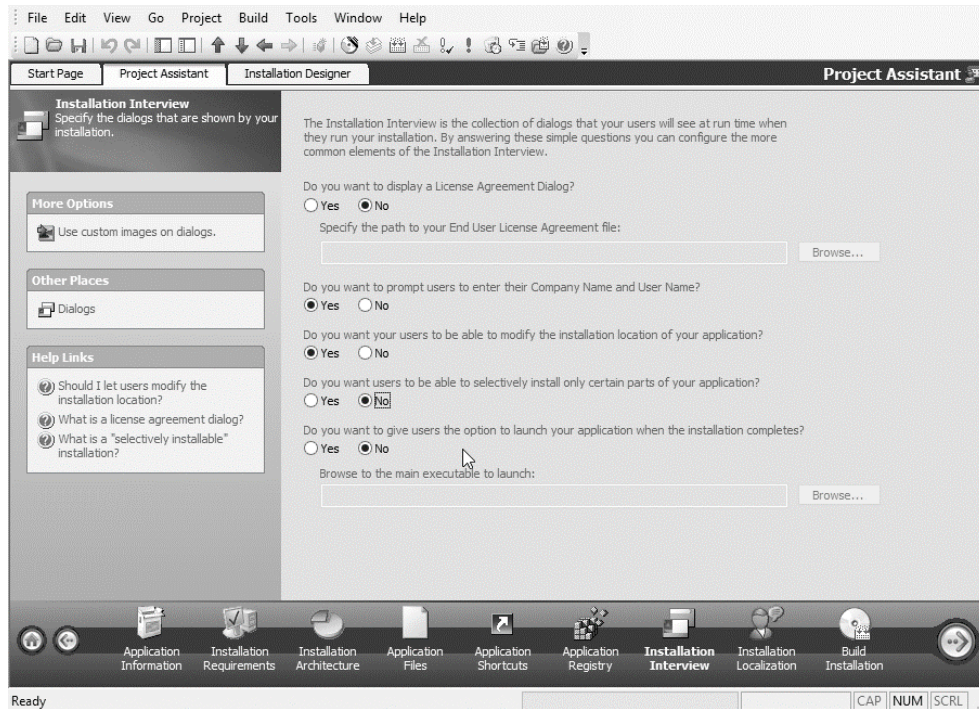 File Edit View Go Project Build Tools Window Help
Start Page Project Assistant Installation Designer Project Assistant
Installation Interview
Specify the dialogs that are shown by your
installation.
More Options
Use custom images on dialogs.
Other Places
Dialogs
Help Links
Should I let users modify the
installation location?
What is a license agreement dialog?
What is a "selectively installable"
installation?
The Installation Interview is the collection of dialogs that your users will see at run time when
they run your installation. By answering these simple questions you can configure the more
common elements of the Installation Interview.
Do you want to display a License Agreement Dialog?
Yes No
Specify the path to your End User License Agreement file:
Browse...
Do you want to prompt users to enter their Company Name and User Name?
Yes No
Do you want your users to be able to modify the installation location of your application?
Yes No
Do you want users to be able to selectively install only certain parts of your application?
Yes No
Do you want to give users the option to launch your application when the installation completes?
Yes No
Browse to the main executable to launch:
Browse...
Application Information
Installation Requirements
Installation Architecture
Application Files
Application Shortcuts
Application Registry
Installation Interview
Installation Localization
Build Installation
Ready CAP NUM SCRL